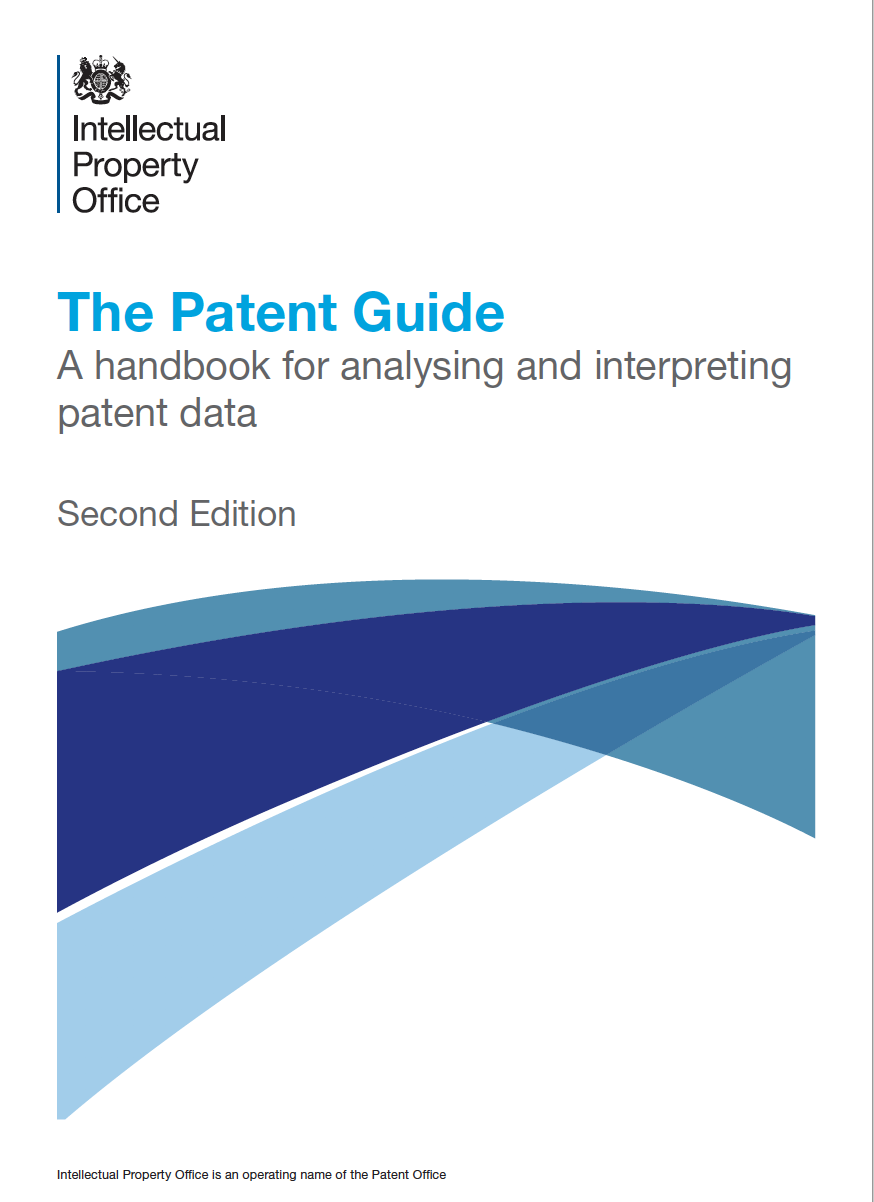 Intellectual
Property
Office
The Patent Guide
A handbook for analysing and interpreting
patent data
Second Edition
Intellectual Property Office is an operating name of the Patent Office